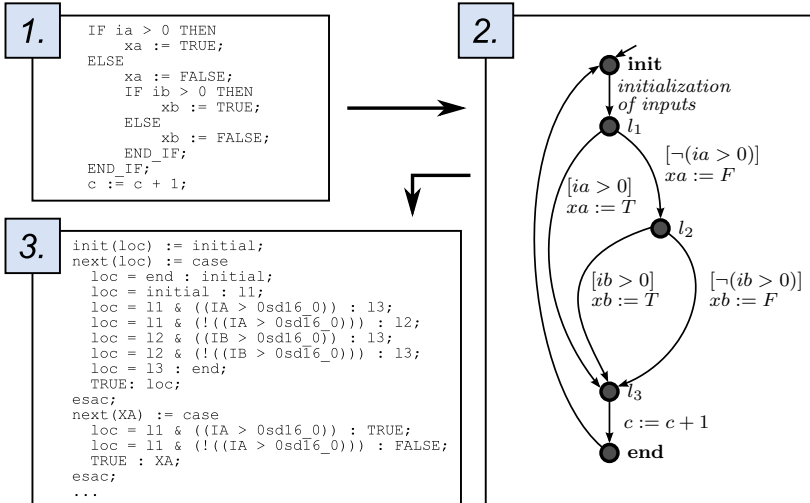 1.
IF ia > 0 THEN
    xa := TRUE;
ELSE
    xa := FALSE;
    IF ib > 0 THEN
        xb := TRUE;
    ELSE
        xb := FALSE;
    END_IF;
END_IF;
c := c + 1;
2.
init
initialization
of inputs
l₁
[¬(ia > 0)]
xa := F
[ia > 0]
xa := T
l₂
[ib > 0]
xb := T
[¬(ib > 0)]
xb := F
l₃
c := c + 1
end
3.
init(loc) := initial;
next(loc) := case
  loc = end : initial;
  loc = initial : l1;
  loc = l1 & ((IA > 0sd16_0)) : l3;
  loc = l1 & (!((IA > 0sd16_0))) : l2;
  loc = l2 & ((IB > 0sd16_0)) : l3;
  loc = l2 & (!((IB > 0sd16_0))) : l3;
  loc = l3 : end;
  TRUE: loc;
esac;
next(XA) := case
  loc = l1 & ((IA > 0sd16_0)) : TRUE;
  loc = l1 & (!((IA > 0sd16_0))) : FALSE;
  TRUE : XA;
esac;
...